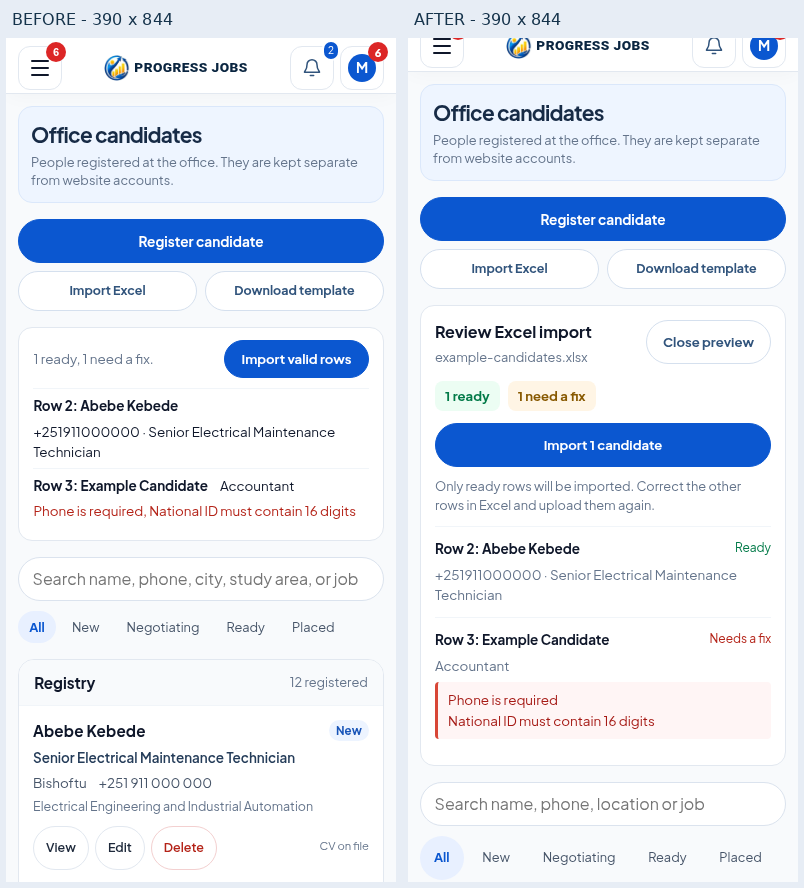 BEFORE - 390 x 844
6
PROGRESS JOBS
2
M
6
Office candidates
People registered at the office. They are kept separate
from website accounts.
Register candidate
Import Excel
Download template
1 ready, 1 need a fix.
Import valid rows
Row 2: Abebe Kebede
+251911000000 · Senior Electrical Maintenance
Technician
Row 3: Example Candidate Accountant
Phone is required, National ID must contain 16 digits
Search name, phone, city, study area, or job
All New Negotiating Ready Placed
Registry
12 registered
Abebe Kebede
New
Senior Electrical Maintenance Technician
Bishoftu +251 911 000 000
Electrical Engineering and Industrial Automation
View Edit Delete
CV on file
AFTER - 390 x 844
PROGRESS JOBS
M
Office candidates
People registered at the office. They are kept separate
from website accounts.
Register candidate
Import Excel
Download template
Review Excel import
example-candidates.xlsx
Close preview
1 ready
1 need a fix
Import 1 candidate
Only ready rows will be imported. Correct the other
rows in Excel and upload them again.
Row 2: Abebe Kebede
Ready
+251911000000 · Senior Electrical Maintenance
Technician
Row 3: Example Candidate
Needs a fix
Accountant
Phone is required
National ID must contain 16 digits
Search name, phone, location or job
All New Negotiating Ready Placed